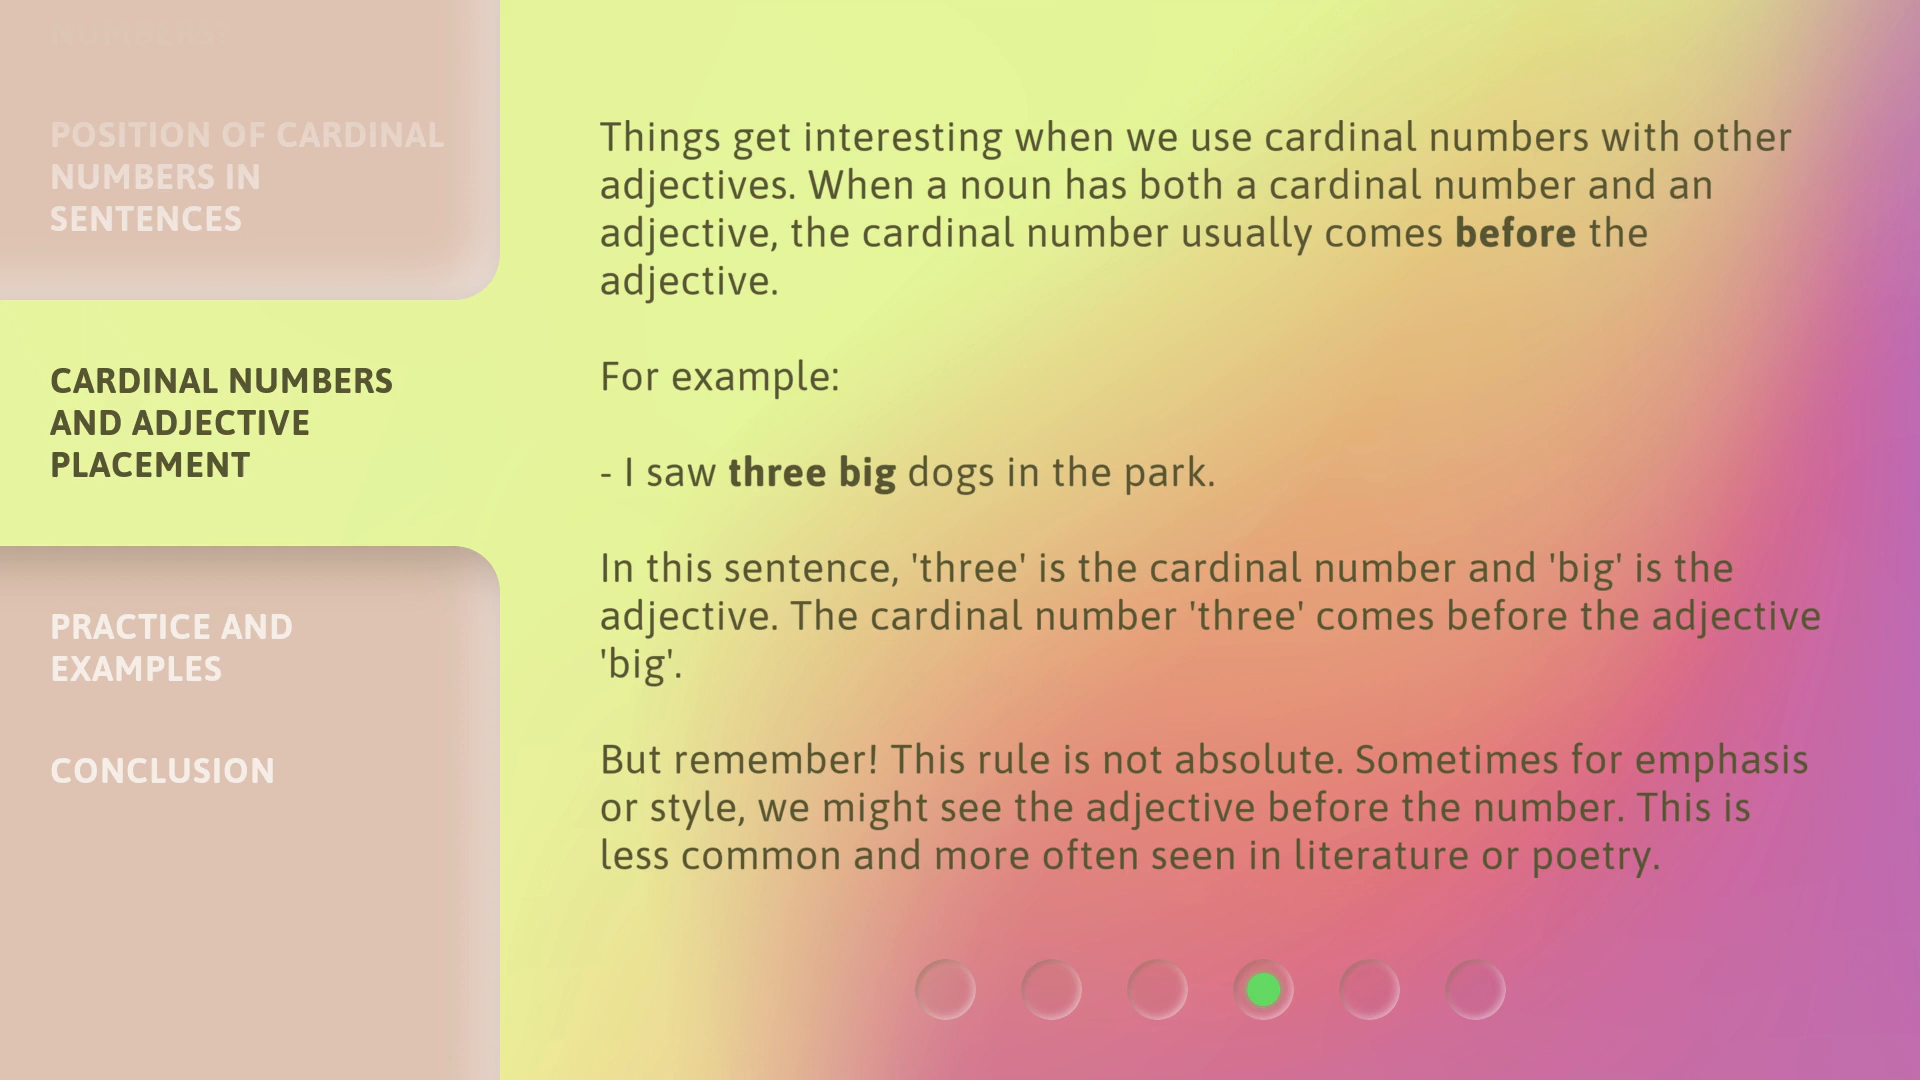 NUMBERS?
POSITION OF CARDINAL
NUMBERS IN
SENTENCES
CARDINAL NUMBERS
AND ADJECTIVE
PLACEMENT
PRACTICE AND
EXAMPLES
CONCLUSION
Things get interesting when we use cardinal numbers with other
adjectives. When a noun has both a cardinal number and an
adjective, the cardinal number usually comes before the
adjective.
For example:
- I saw three big dogs in the park.
In this sentence, 'three' is the cardinal number and 'big' is the
adjective. The cardinal number 'three' comes before the adjective
'big'.
But remember! This rule is not absolute. Sometimes for emphasis
or style, we might see the adjective before the number. This is
less common and more often seen in literature or poetry.